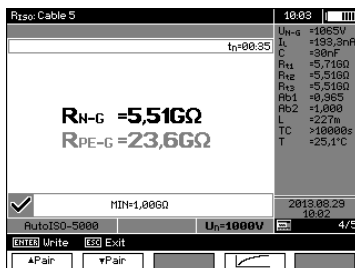 RISO: Cable 5
10:03
tn=00:35
UN-G =1065V
IL =193,3nA
C =30nF
Rt1 =5,71GΩ
Rt2 =5,51GΩ
Rt3 =5,51GΩ
Ab1 =0,965
Ab2 =1,000
L =227m
TC >10000s
T =25,1°C
RN-G =5,51GΩ
RPE-G =23,6GΩ
MIN=1,00GΩ
2013.08.29
10:02
AutoISO-5000
Un=1000V
4/5
ENTER Write ESC Exit
▲Pair
▼Pair